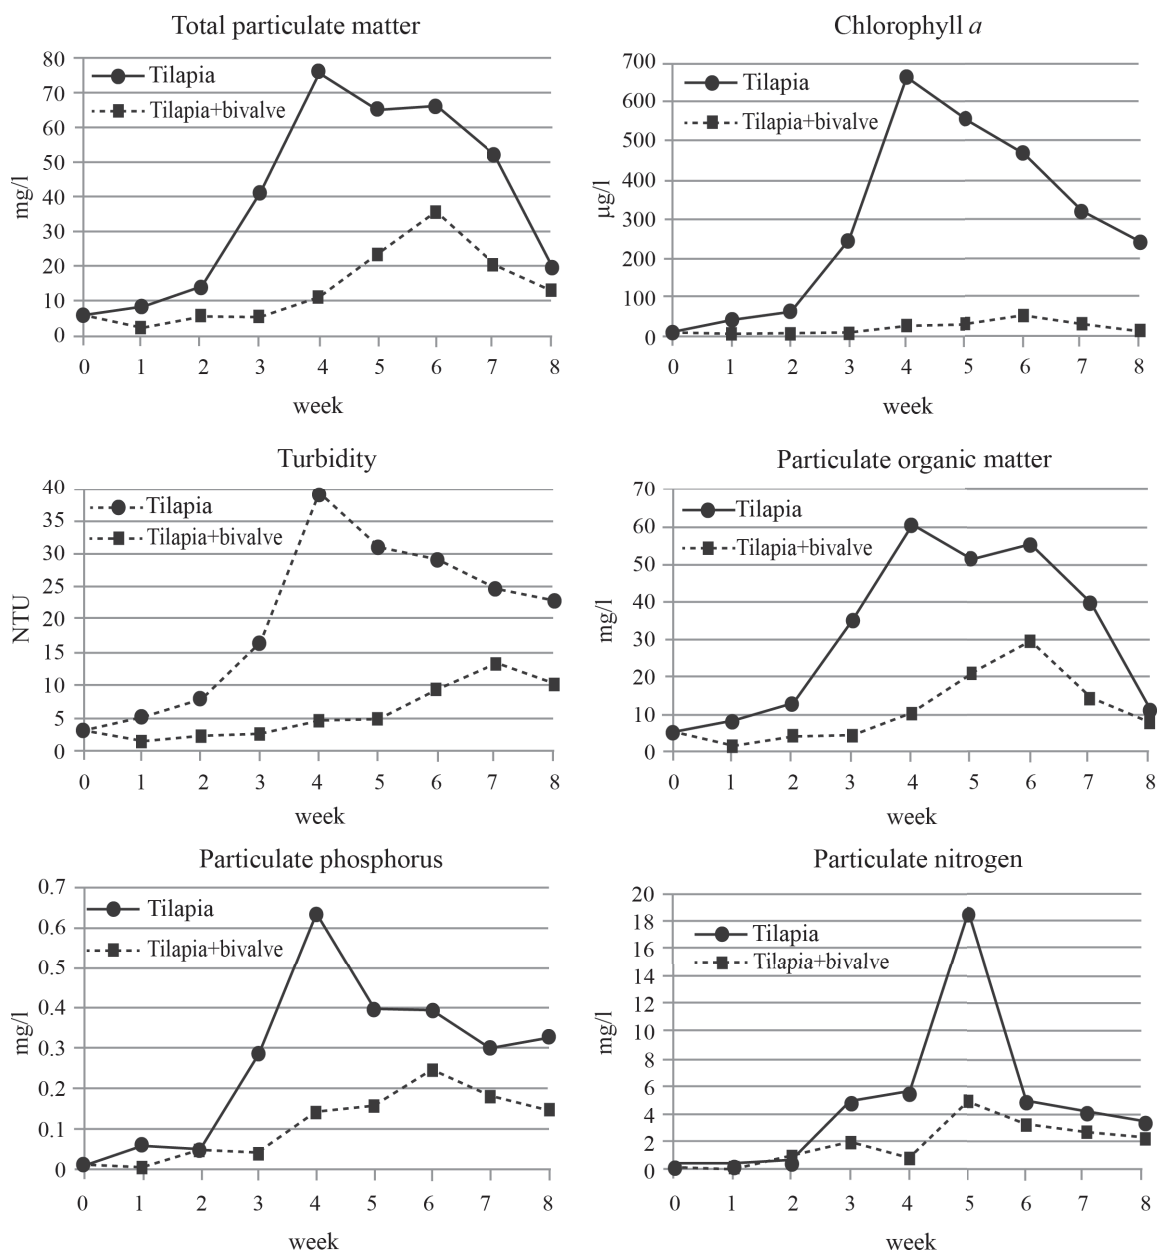 Total particulate matter
80
70
60
50
40
30
20
10
0
mg/l
Tilapia
Tilapia+bivalve
0 1 2 3 4 5 6 7 8
week
Chlorophyll a
700
600
500
400
300
200
100
0
µg/l
Tilapia
Tilapia+bivalve
0 1 2 3 4 5 6 7 8
week
Turbidity
40
35
30
25
20
15
10
5
0
NTU
Tilapia
Tilapia+bivalve
0 1 2 3 4 5 6 7 8
week
Particulate organic matter
70
60
50
40
30
20
10
0
mg/l
Tilapia
Tilapia+bivalve
0 1 2 3 4 5 6 7 8
week
Particulate phosphorus
0.7
0.6
0.5
0.4
0.3
0.2
0.1
0
mg/l
Tilapia
Tilapia+bivalve
0 1 2 3 4 5 6 7 8
week
Particulate nitrogen
20
18
16
14
12
10
8
6
4
2
0
mg/l
Tilapia
Tilapia+bivalve
0 1 2 3 4 5 6 7 8
week